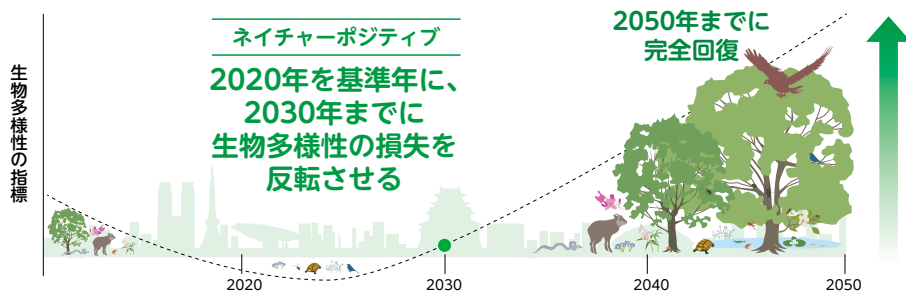 生物多様性の指標
ネイチャーポジティブ
2020年を基準年に、
2030年までに
生物多様性の損失を
反転させる
2050年までに
完全回復
2020
2030
2040
2050